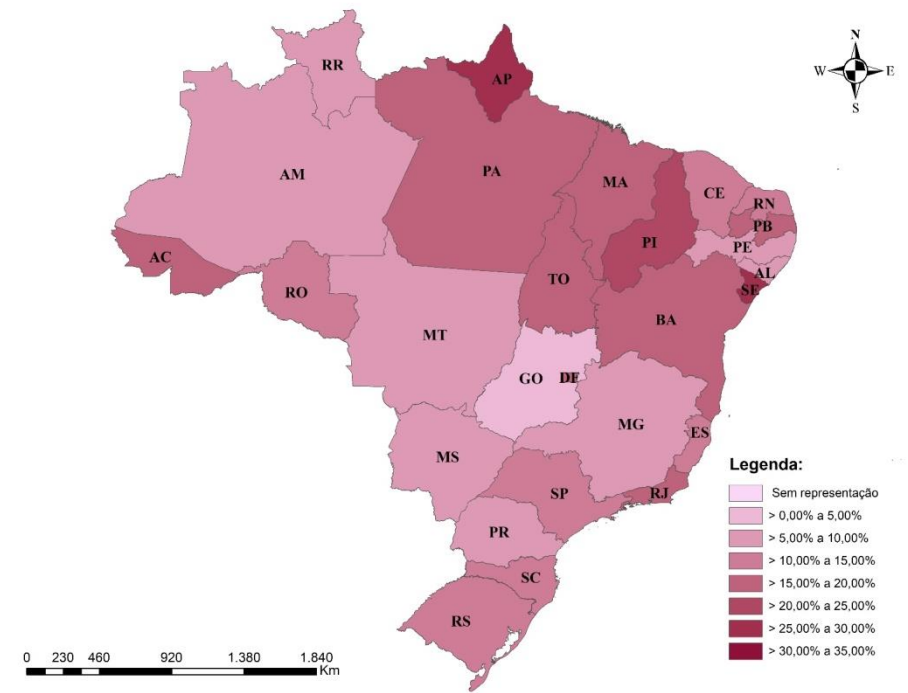 N
W E
S
RR
AP
AM
PA
MA
CE
RN
PB
PE
AL
SE
PI
AC
RO
TO
BA
MT
GO
DF
MG
ES
MS
SP
RJ
PR
SC
RS
Legenda:
Sem representação
> 0,00% a 5,00%
> 5,00% a 10,00%
> 10,00% a 15,00%
> 15,00% a 20,00%
> 20,00% a 25,00%
> 25,00% a 30,00%
> 30,00% a 35,00%
0 230 460 920 1.380 1.840
Km